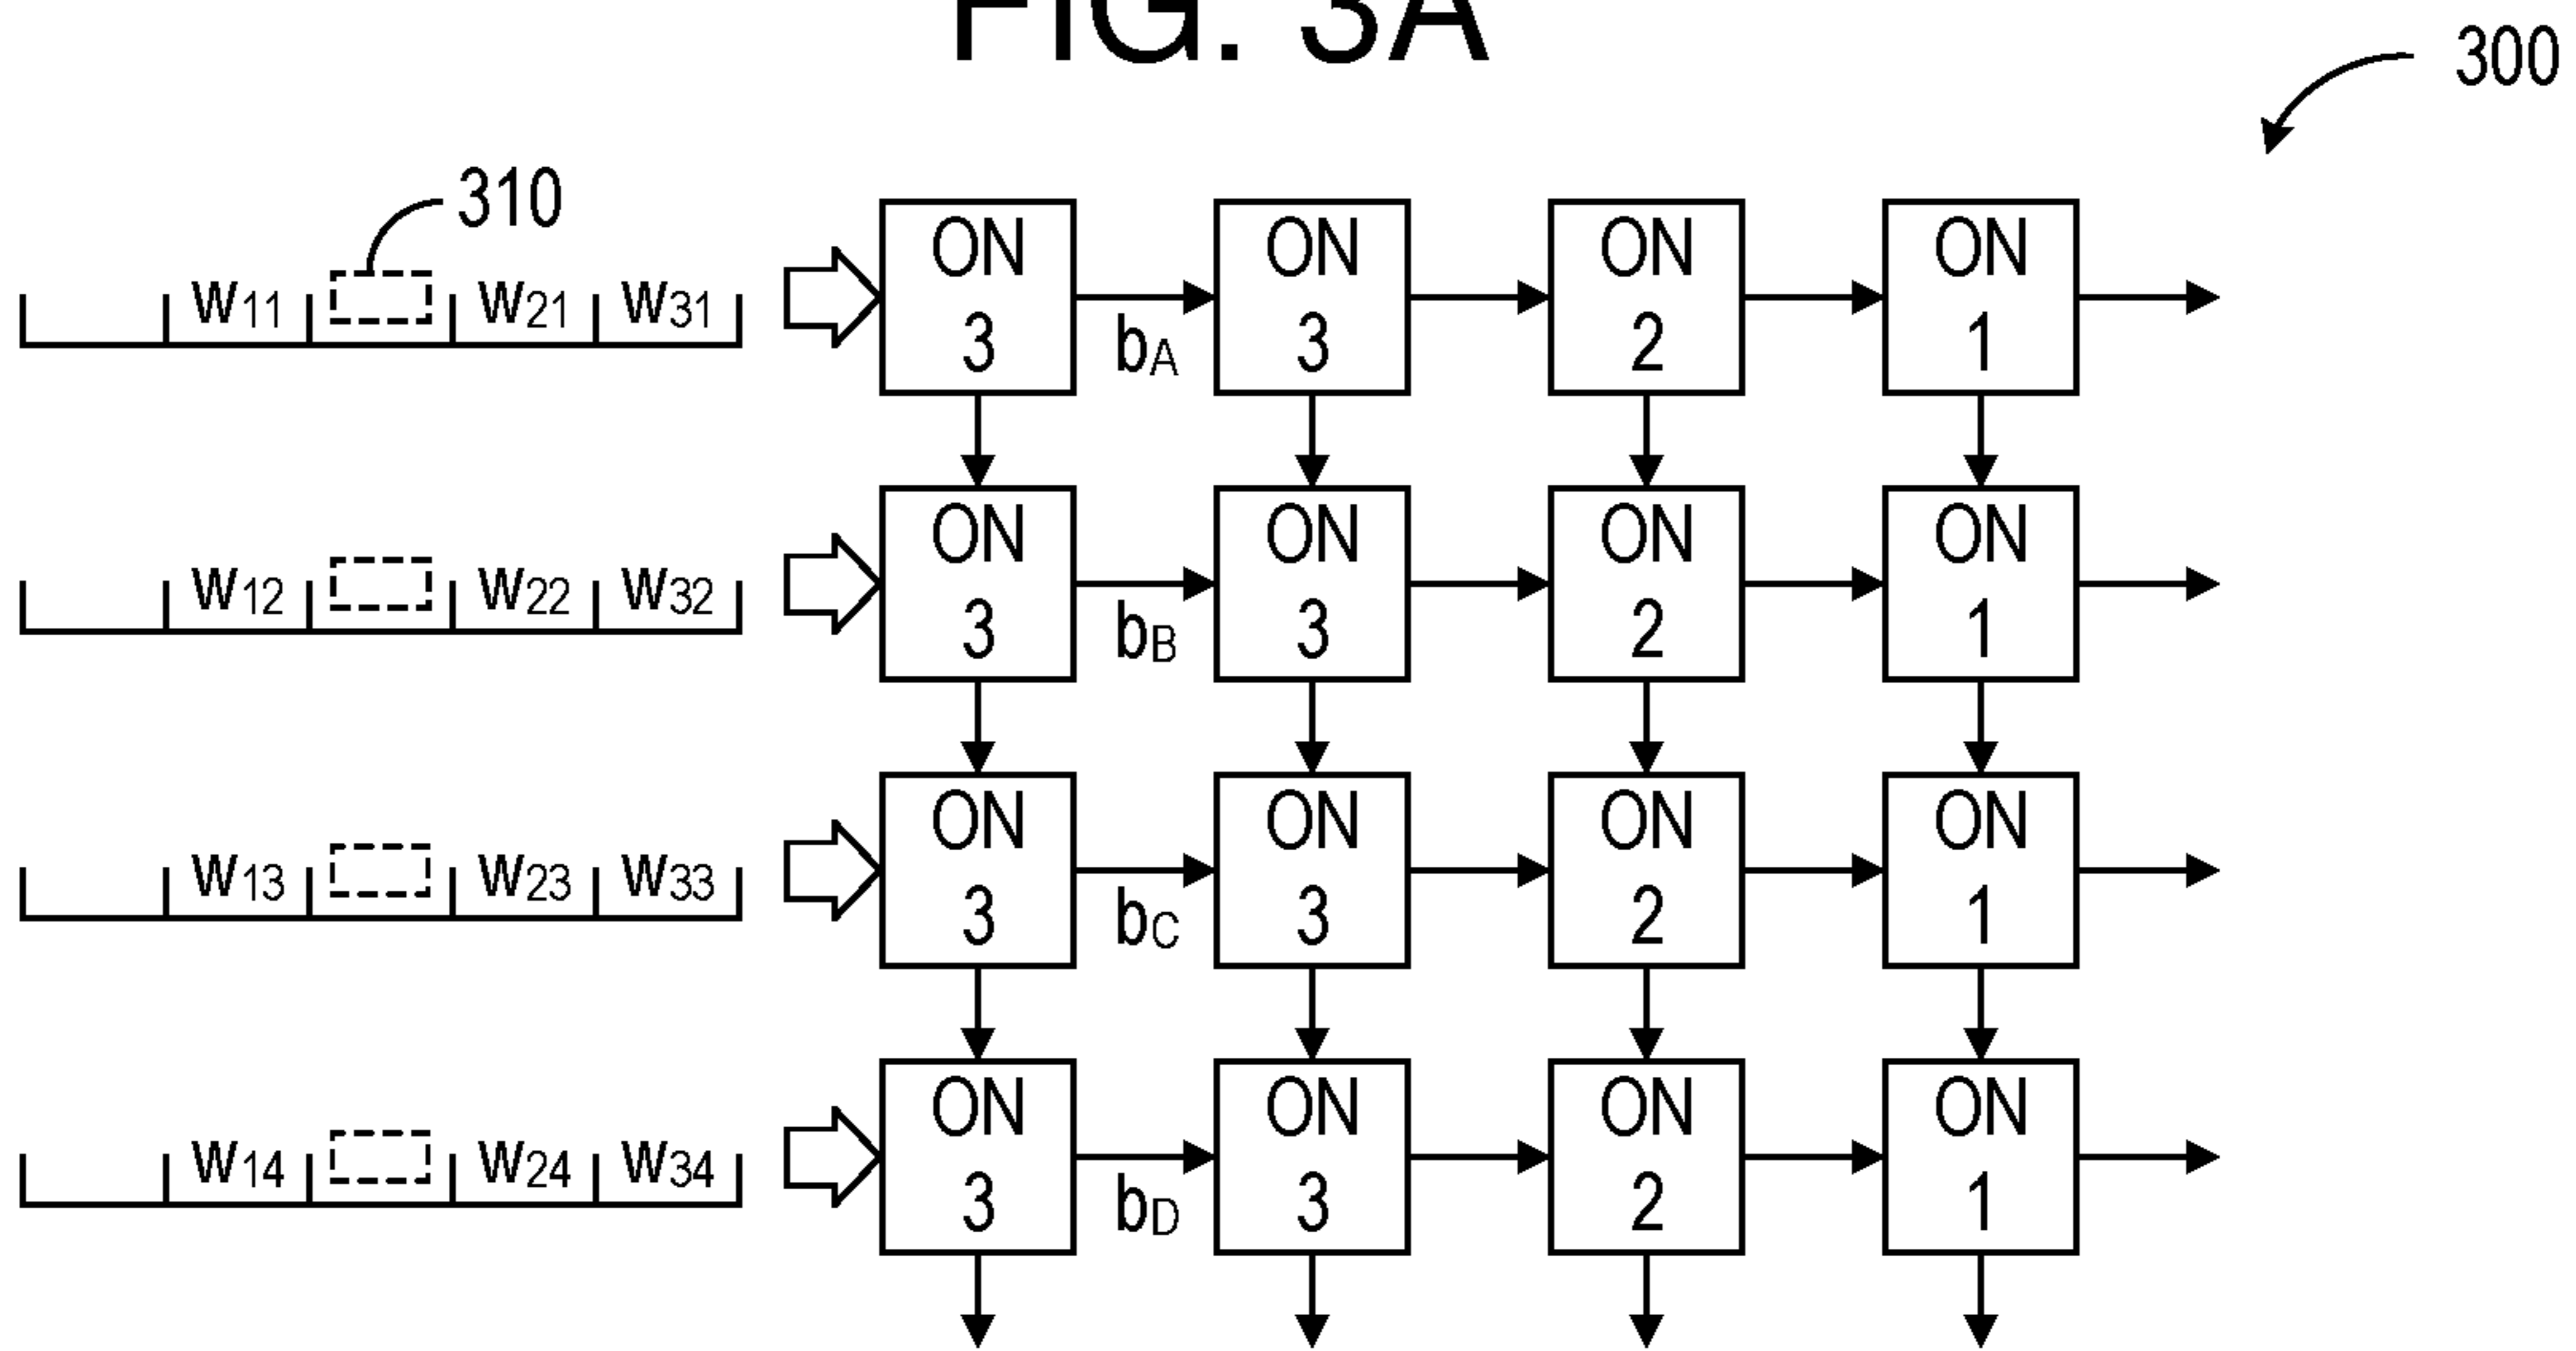 FIG. 3A
300
310
W11 W21 W31 ON ON ON ON
3 bA 3 2 1
W12 W22 W32 ON ON ON ON
3 bB 3 2 1
W13 W23 W33 ON ON ON ON
3 bC 3 2 1
W14 W24 W34 ON ON ON ON
3 bD 3 2 1